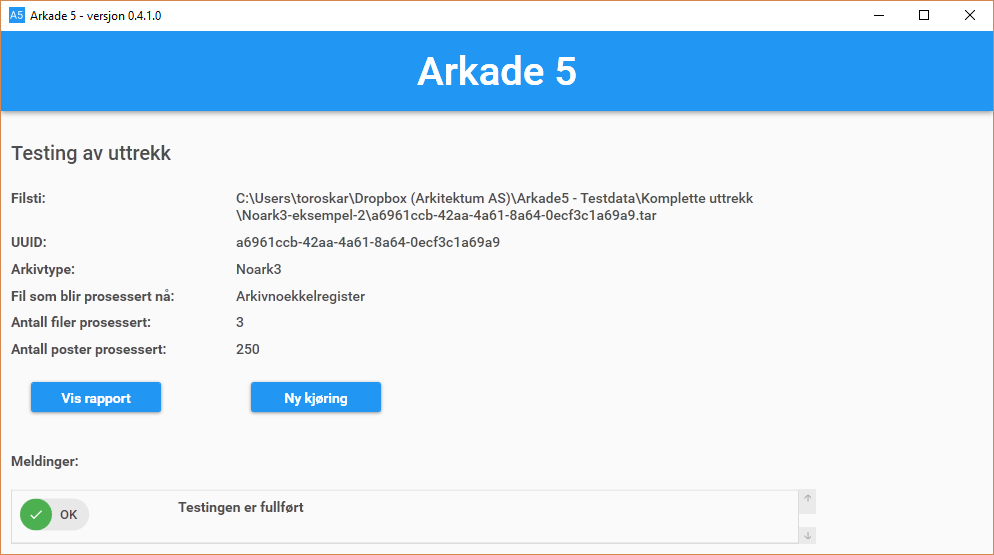 A5 Arkade 5 - versjon 0.4.1.0
Arkade 5
Testing av uttrekk
Filsti: C:\Users\toroskar\Dropbox (Arkitektum AS)\Arkade5 - Testdata\Komplette uttrekk
\Noark3-eksempel-2\a6961ccb-42aa-4a61-8a64-0ecf3c1a69a9.tar
UUID: a6961ccb-42aa-4a61-8a64-0ecf3c1a69a9
Arkivtype: Noark3
Fil som blir prosessert nå: Arkivnoekkelregister
Antall filer prosessert: 3
Antall poster prosessert: 250
Vis rapport Ny kjøring
Meldinger:
OK Testingen er fullført